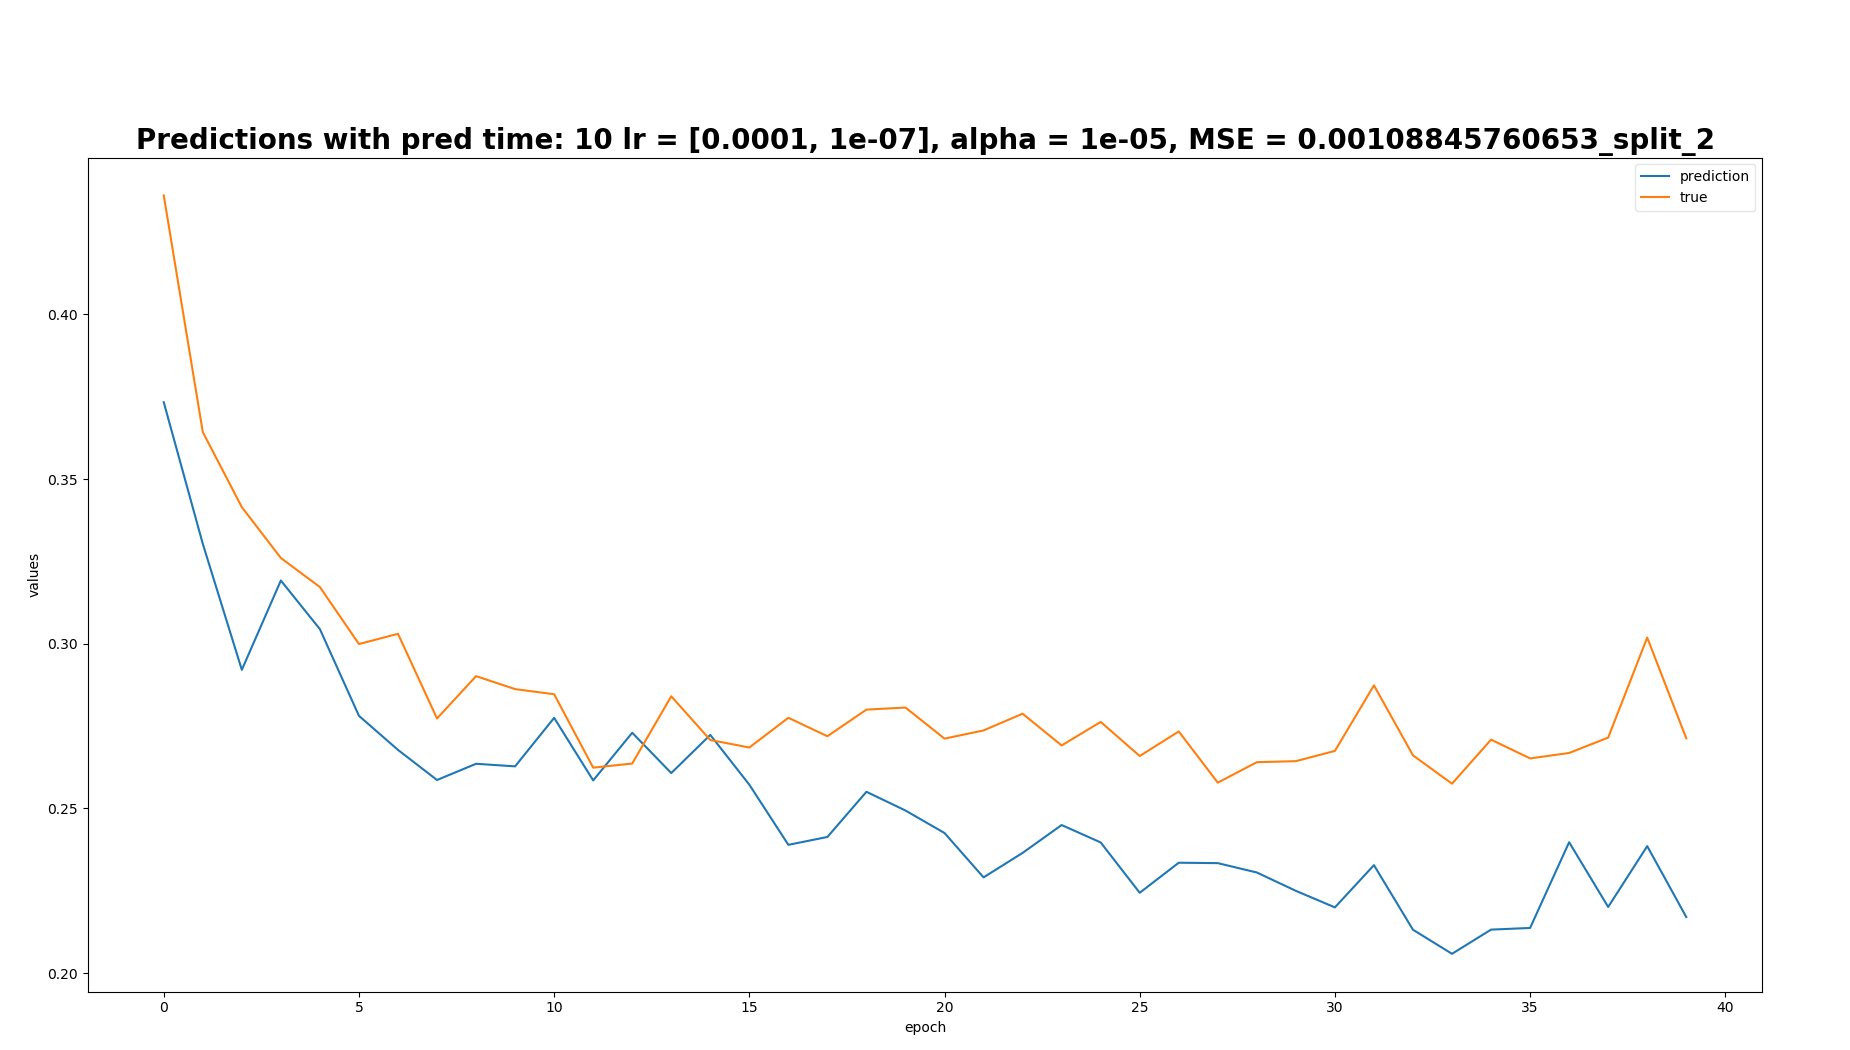 Predictions with pred time: 10 lr = [0.0001, 1e-07], alpha = 1e-05, MSE = 0.00108845760653_split_2
prediction
true
0.40
0.35
0.30
0.25
0.20
values
0 5 10 15 20 25 30 35 40
epoch